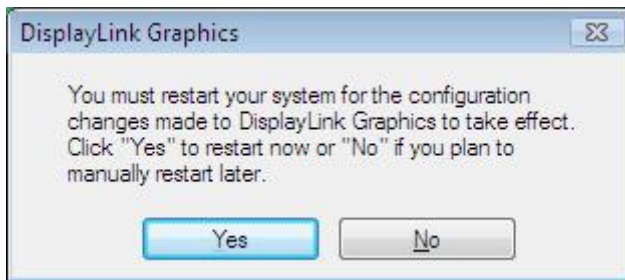 DisplayLink Graphics
You must restart your system for the configuration
changes made to DisplayLink Graphics to take effect.
Click "Yes" to restart now or "No" if you plan to
manually restart later.
Yes
No